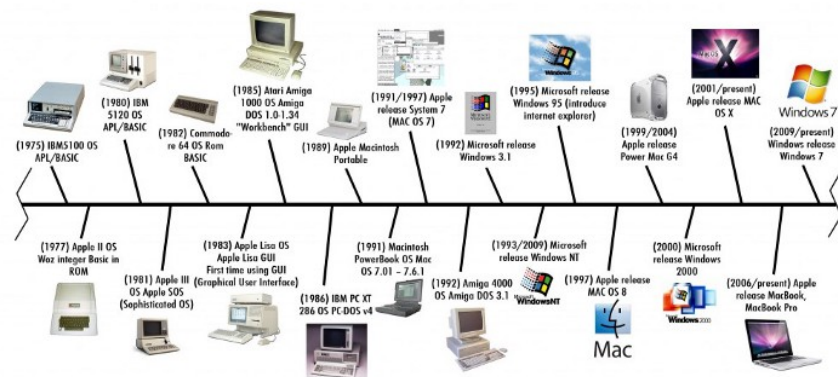 (1975) IBM5100 OS
APL/BASIC
(1980) IBM
5120 OS
APL/BASIC
(1982) Commodo-
re 64 OS Rom
BASIC
(1985) Atari Amiga
1000 OS Amiga
DOS 1.0-1.34
"Workbench" GUI
(1989) Apple Macintosh
Portable
(1991/1997) Apple
release System 7
(MAC OS 7)
(1992) Microsoft release
Windows 3.1
(1995) Microsoft release
Windows 95 (introduce
internet explorer)
(1999/2004)
Apple release
Power Mac G4
(2001/present)
Apple release MAC
OS X
Windows 7
(2009/present)
Windows release
Windows 7
(1977) Apple II OS
Woz integer Basic in
ROM
(1981) Apple III
OS Apple SOS
(Sophisticated OS)
(1983) Apple Lisa OS
Apple Lisa GUI
First time using GUI
(Graphical User Interface)
(1986) IBM PC XT
286 OS PC-DOS v4
(1991) Macintosh
PowerBook OS Mac
OS 7.01 – 7.6.1
(1992) Amiga 4000
OS Amiga DOS 3.1
(1993/2009) Microsoft
release Windows NT
WindowsNT
(1997) Apple release
MAC OS 8
Mac
(2000) Microsoft
release Windows
2000
Windows 2000
(2006/present) Apple
release MacBook,
MacBook Pro